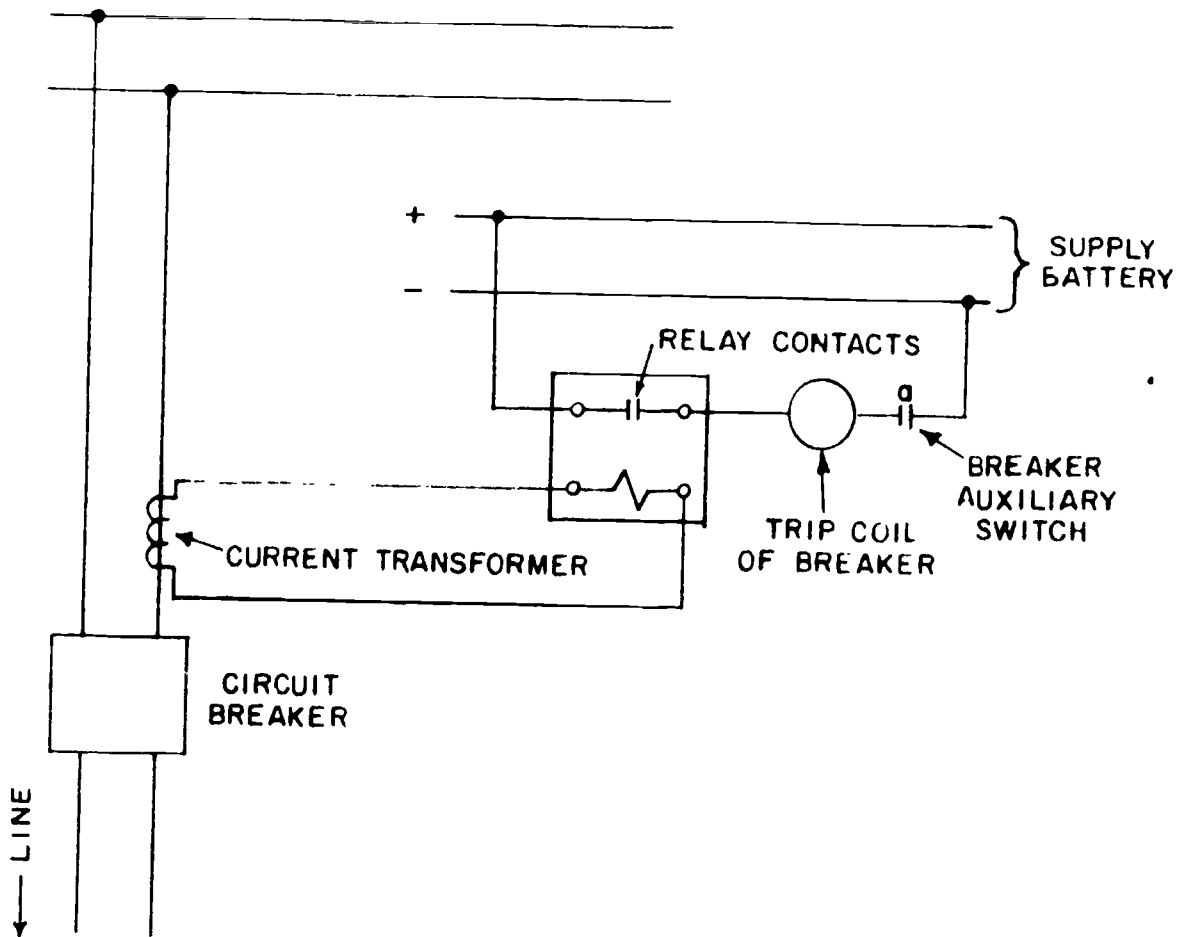 +
-
SUPPLY
BATTERY
RELAY CONTACTS
a
BREAKER
AUXILIARY
SWITCH
TRIP COIL
OF BREAKER
CURRENT TRANSFORMER
CIRCUIT
BREAKER
LINE